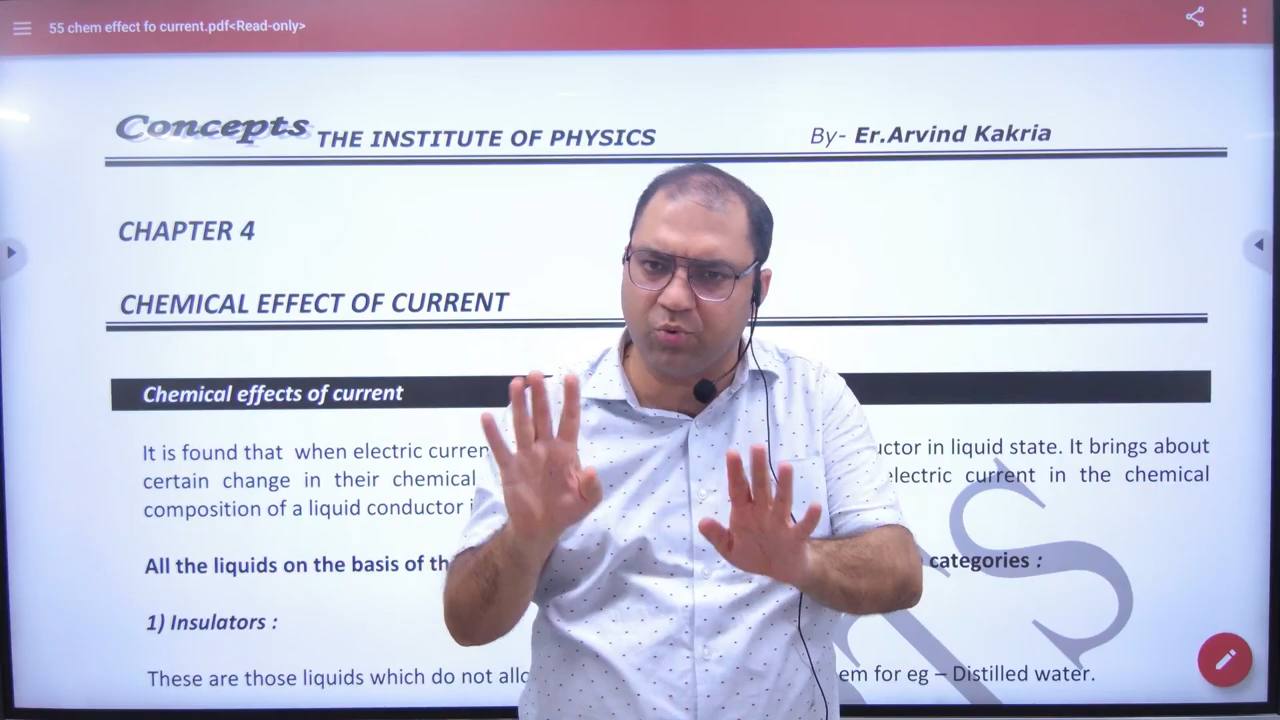 55 chem effect fo current.pdf<Read-only>
Concepts THE INSTITUTE OF PHYSICS By- Er.Arvind Kakria
CHAPTER 4
CHEMICAL EFFECT OF CURRENT
Chemical effects of current
It is found that when electric curren uctor in liquid state. It brings about
certain change in their chemical electric current in the chemical
composition of a liquid conductor i
All the liquids on the basis of th categories :
1) Insulators :
These are those liquids which do not allo em for eg – Distilled water.